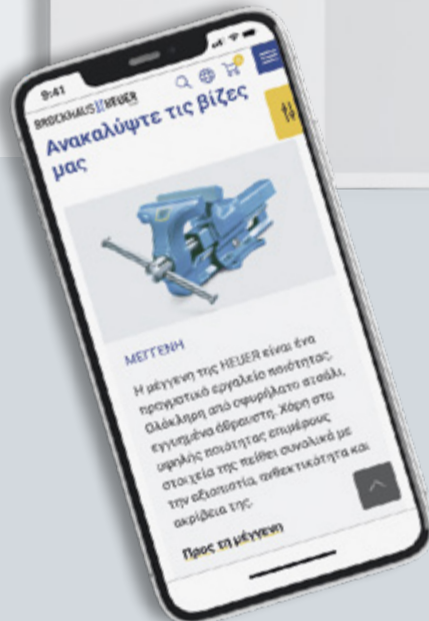 9:41
BROCKHAUS HEUER
Ανακαλύψτε τις βίζες
μας
ΜΕΓΓΕΝΗ
Η μέγγενη της HEUER είναι ένα
πραγματικό εργαλείο ποιότητας.
Ολόκληρη από σφυρήλατο ατσάλι,
εγγυημένα άθραυστη. Χάρη στα
υψηλής ποιότητας επιμέρους
στοιχεία της πείθει συνολικά με
την αξιοπιστία, ανθεκτικότητα και
ακρίβεια της.
Προς τη μέγγενη